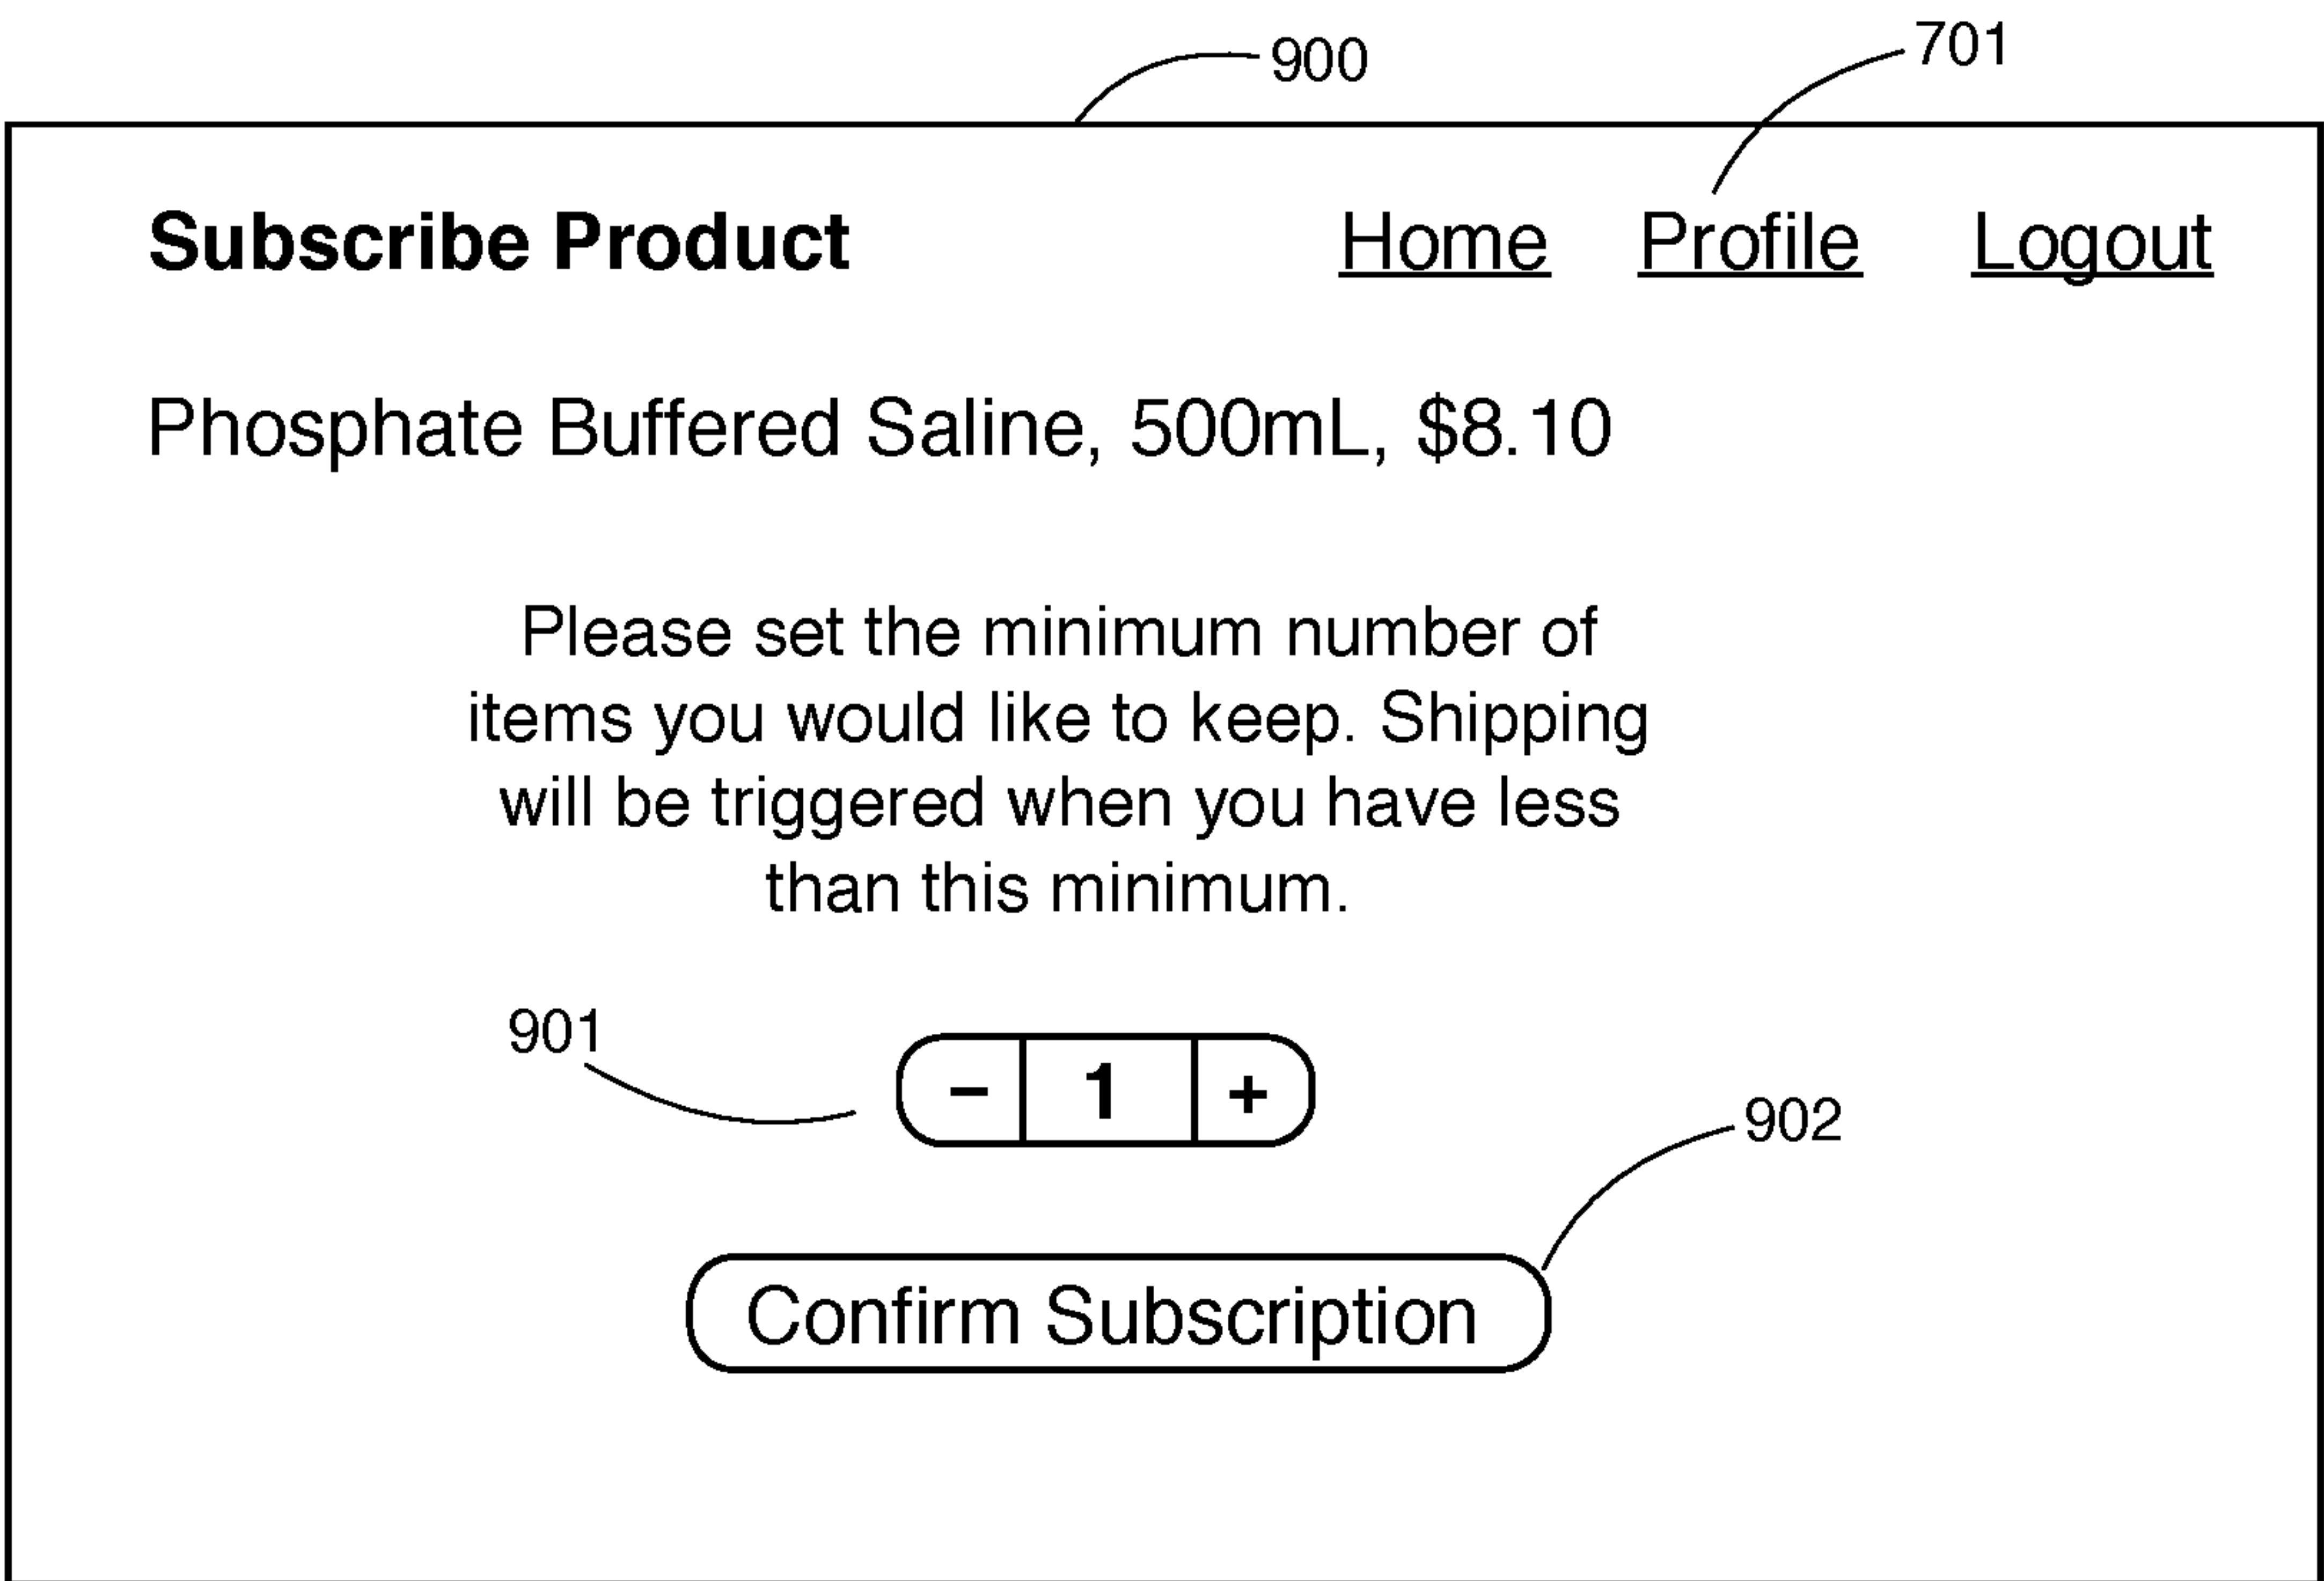 900
701
Subscribe Product Home Profile Logout
Phosphate Buffered Saline, 500mL, $8.10
Please set the minimum number of
items you would like to keep. Shipping
will be triggered when you have less
than this minimum.
901
− 1 +
902
Confirm Subscription